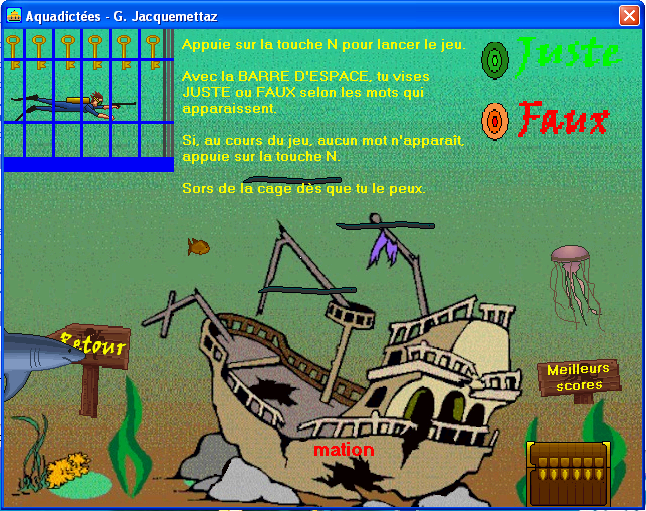 Aquadictées - G. Jacquemettaz
Appuie sur la touche N pour lancer le jeu.
Avec la BARRE D'ESPACE, tu vises
JUSTE ou FAUX selon les mots qui
apparaissent.
Si, au cours du jeu, aucun mot n'apparaît,
appuie sur la touche N.
Sors de la cage dès que tu le peux.
Juste
Faux
Retour
Meilleurs
scores
mation